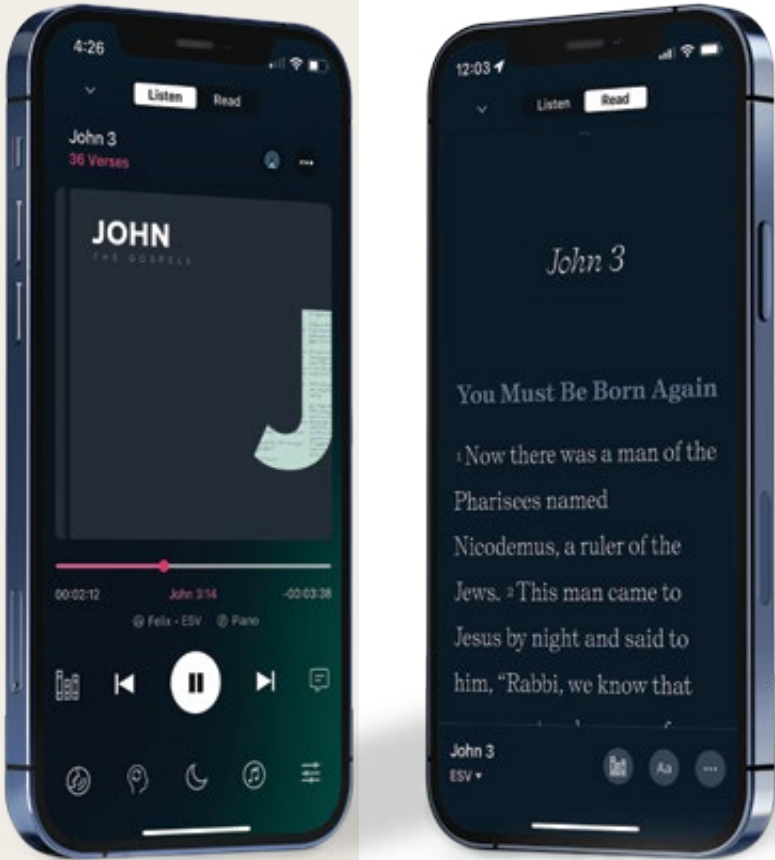 4:26
Listen Read
John 3
36 Verses
JOHN
THE GOSPELS
J
00:02:12 John 3:14 -00:03:38
Felix - ESV Piano
12:03
Listen Read
John 3
You Must Be Born Again
1 Now there was a man of the
Pharisees named
Nicodemus, a ruler of the
Jews. 2 This man came to
Jesus by night and said to
him, “Rabbi, we know that
John 3
ESV
Aa